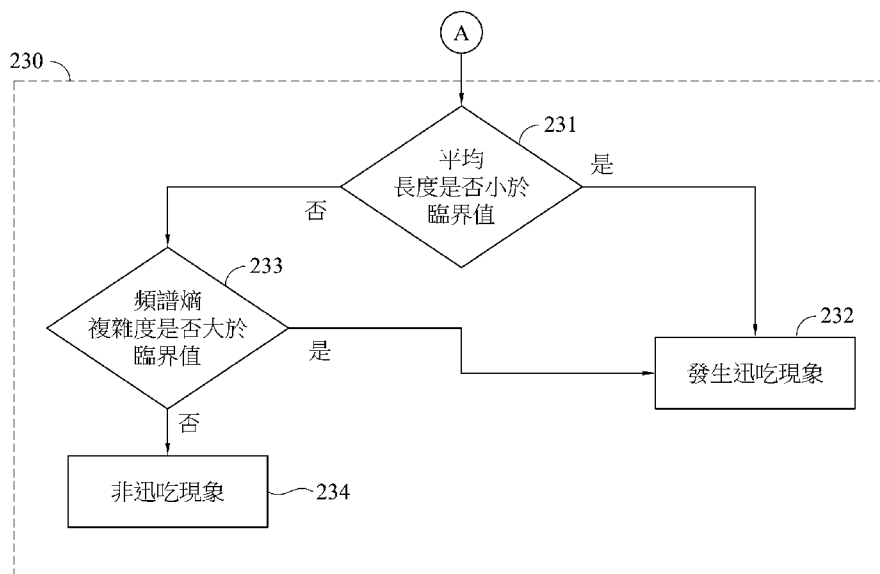 A
230
231
平均
長度是否小於
臨界值
是
否
233
頻譜熵
複雜度是否大於
臨界值
是
232
發生迅吃現象
否
非迅吃現象
234